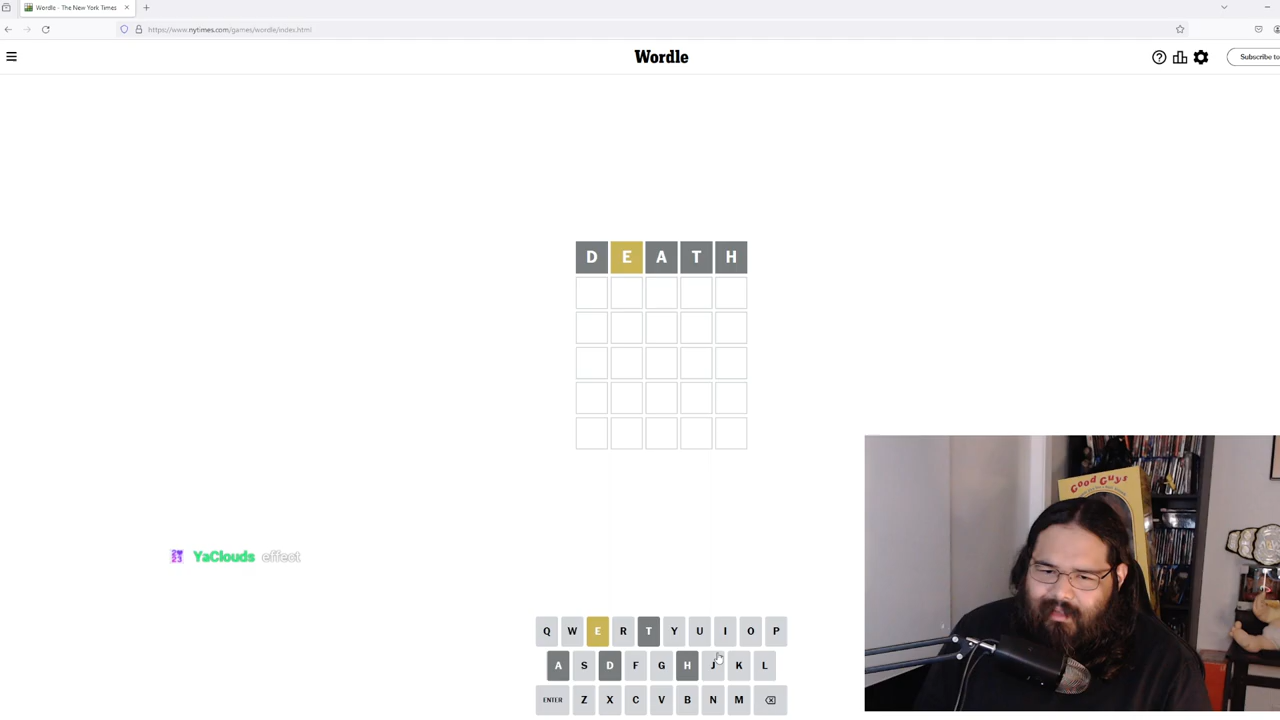 Wordle - The New York Times
https://www.nytimes.com/games/wordle/index.html
Wordle
Subscribe to
D E A T H
YaClouds effect
Good Guys
Q W E R T Y U I O P
A S D F G H J K L
ENTER Z X C V B N M